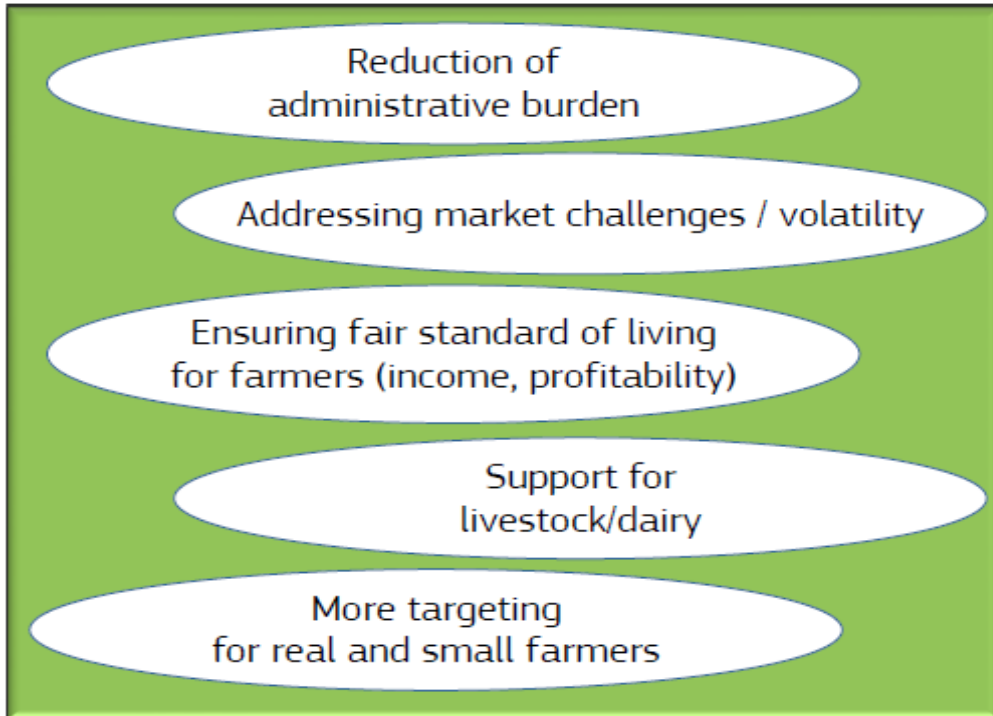 Reduction of
administrative burden
Addressing market challenges / volatility
Ensuring fair standard of living
for farmers (income, profitability)
Support for
livestock/dairy
More targeting
for real and small farmers